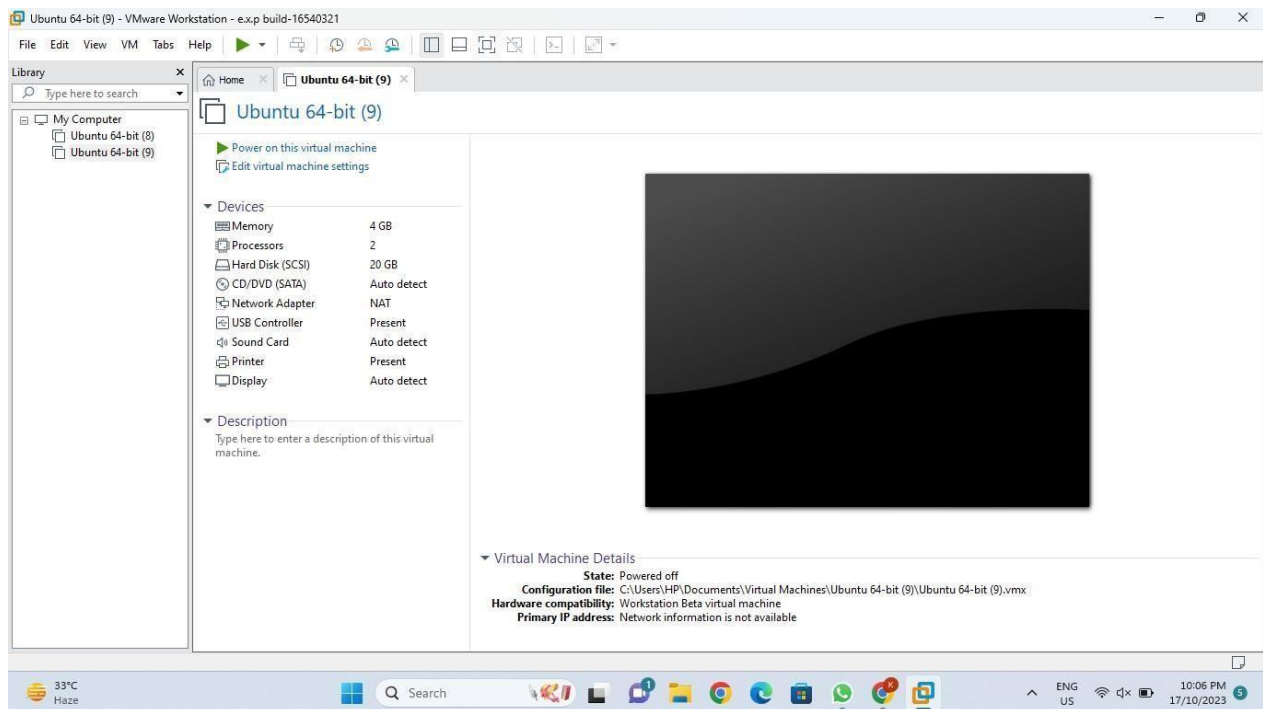 Ubuntu 64-bit (9) - VMware Workstation - e.x.p build-16540321
File Edit View VM Tabs Help
Library
Type here to search
My Computer
Ubuntu 64-bit (8)
Ubuntu 64-bit (9)
Home
Ubuntu 64-bit (9)
Ubuntu 64-bit (9)
Power on this virtual machine
Edit virtual machine settings
Devices
Memory 4 GB
Processors 2
Hard Disk (SCSI) 20 GB
CD/DVD (SATA) Auto detect
Network Adapter NAT
USB Controller Present
Sound Card Auto detect
Printer Present
Display Auto detect
Description
Type here to enter a description of this virtual
machine.
Virtual Machine Details
State: Powered off
Configuration file: C:\Users\HP\Documents\Virtual Machines\Ubuntu 64-bit (9)\Ubuntu 64-bit (9).vmx
Hardware compatibility: Workstation Beta virtual machine
Primary IP address: Network information is not available
33°C
Haze
Search
1
K
ENG
US
10:06 PM
17/10/2023
5